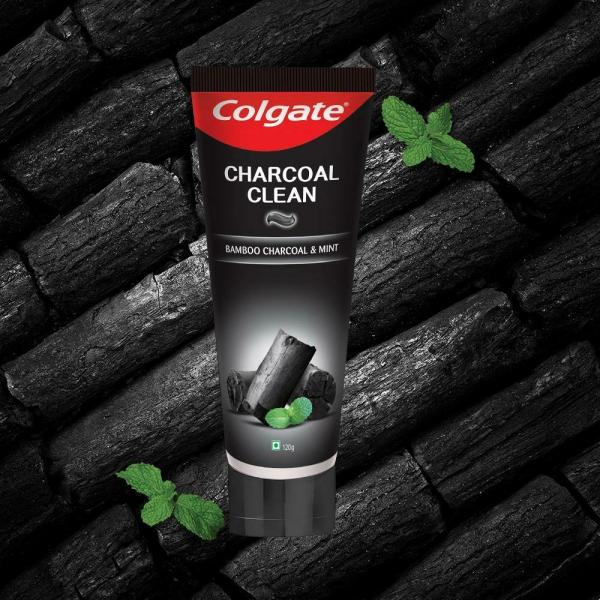 Colgate®
CHARCOAL
CLEAN
BAMBOO CHARCOAL & MINT
120g